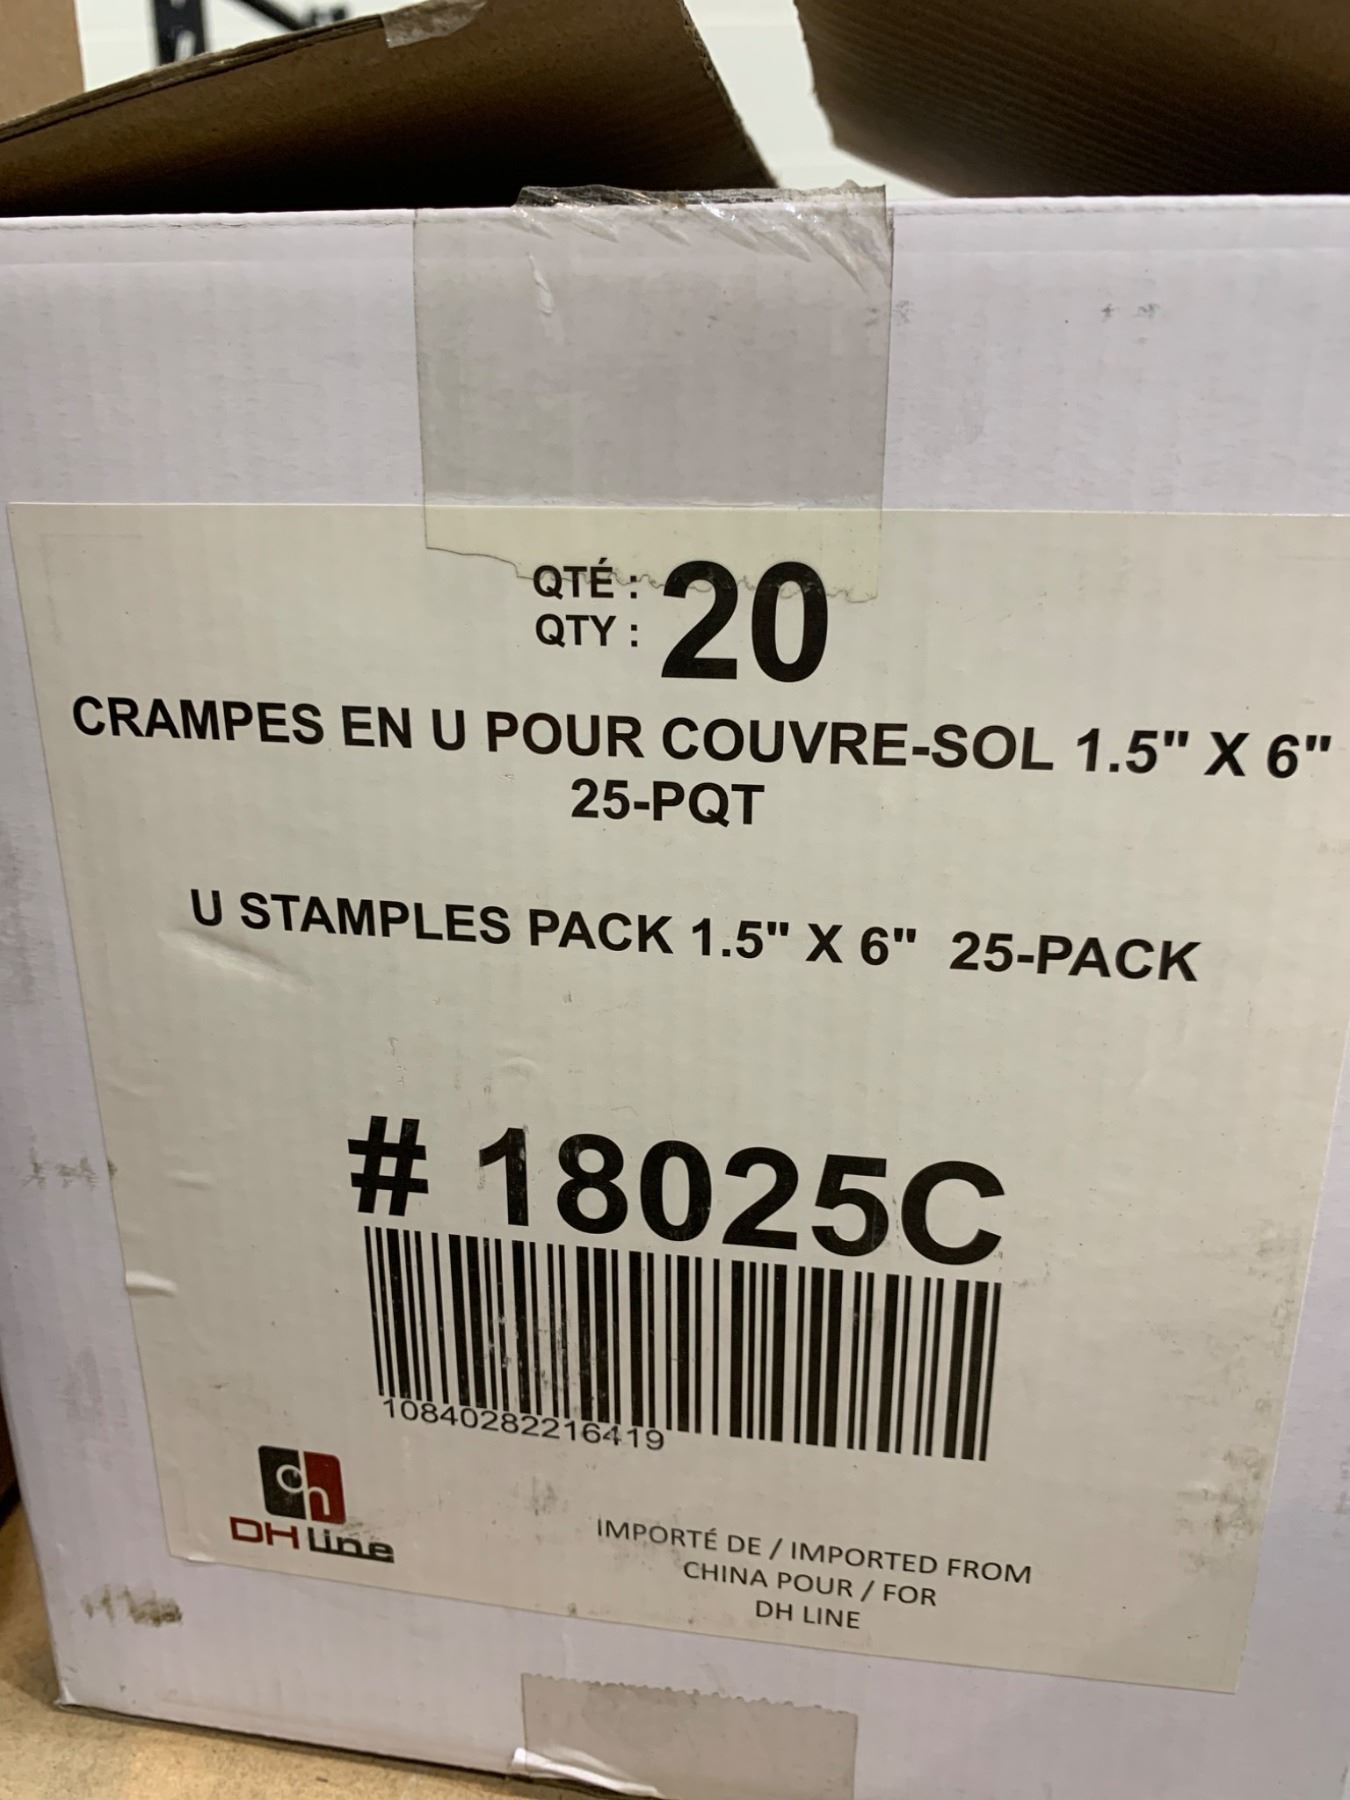 QTÉ : 20
QTY :
CRAMPES EN U POUR COUVRE-SOL 1.5" X 6"
25-PQT
U STAMPLES PACK 1.5" X 6" 25-PACK
# 18025C
10840282216419
dh
DH Line
IMPORTÉ DE / IMPORTED FROM
CHINA POUR / FOR
DH LINE